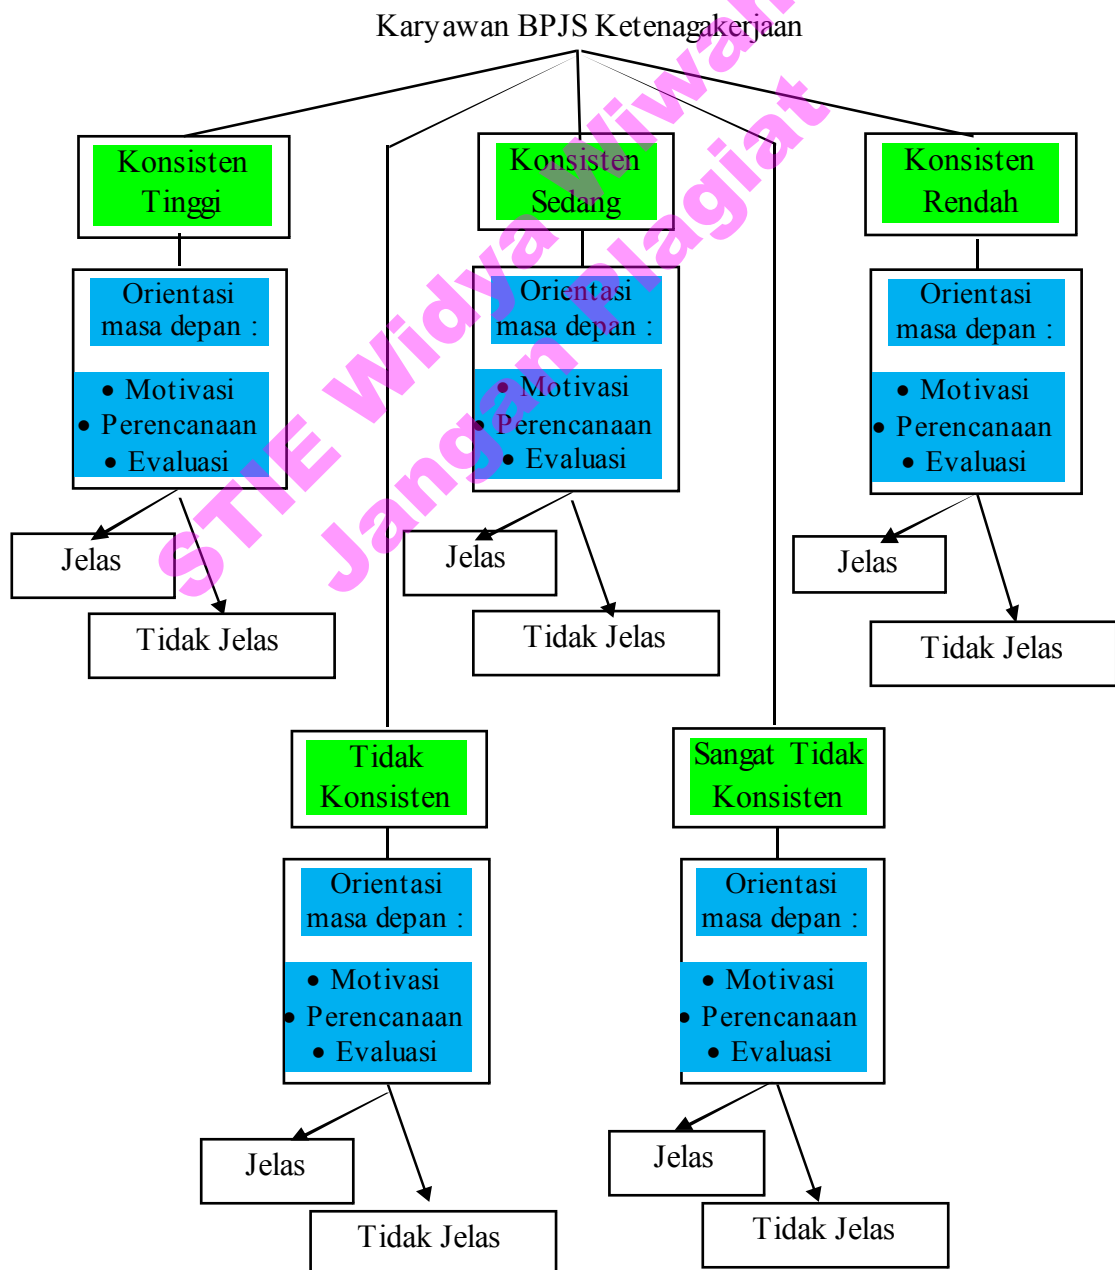 Karyawan BPJS Ketenagakerjaan
Konsisten
Tinggi
Konsisten
Sedang
Konsisten
Rendah
Orientasi
masa depan :
• Motivasi
• Perencanaan
• Evaluasi
Orientasi
masa depan :
• Motivasi
• Perencanaan
• Evaluasi
Orientasi
masa depan :
• Motivasi
• Perencanaan
• Evaluasi
Jelas
Tidak Jelas
Jelas
Tidak Jelas
Jelas
Tidak Jelas
Tidak
Konsisten
Sangat Tidak
Konsisten
Orientasi
masa depan :
• Motivasi
• Perencanaan
• Evaluasi
Orientasi
masa depan :
• Motivasi
• Perencanaan
• Evaluasi
Jelas
Tidak Jelas
Jelas
Tidak Jelas
STIE Widya
Jangan Plagiat